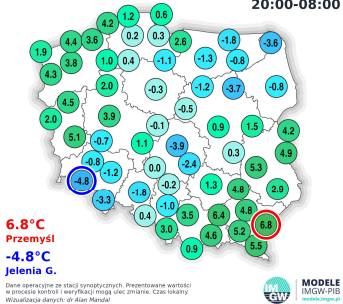 20:00-08:00
4.2 1.2 0.6
4.4 3.6 0.2 0.3 2.6 -1.8 -3.6
1.9 3.8 1.0 0.4 -1.1 -1.3 -0.8
4.3 2.0 -0.3 -1.2 -3.7 -0.8
4.5 3.9 -0.5
2.0 -0.1 0.9 1.5 4.2
5.1 -0.7 1.1 -3.9 0.3 4.9
-0.8 -1.2 0.0 -2.4 5.3
-4.8 -0.2 1.3 4.8 2.9
-3.3 -1.8 -1.0
0.4 3.5 6.4 4.8
3.0 4.6 5.2 6.8
0.9 5.5
6.8°C
Przemyśl
-4.8°C
Jelenia G.
Dane operacyjne ze stacji synoptycznych. Prezentowane wartości
w procesie kontroli i weryfikacji mogą ulec zmianie. Czas lokalny.
Wizualizacja danych: dr Alan Mandal
IMGW
MODELE
IMGW-PIB